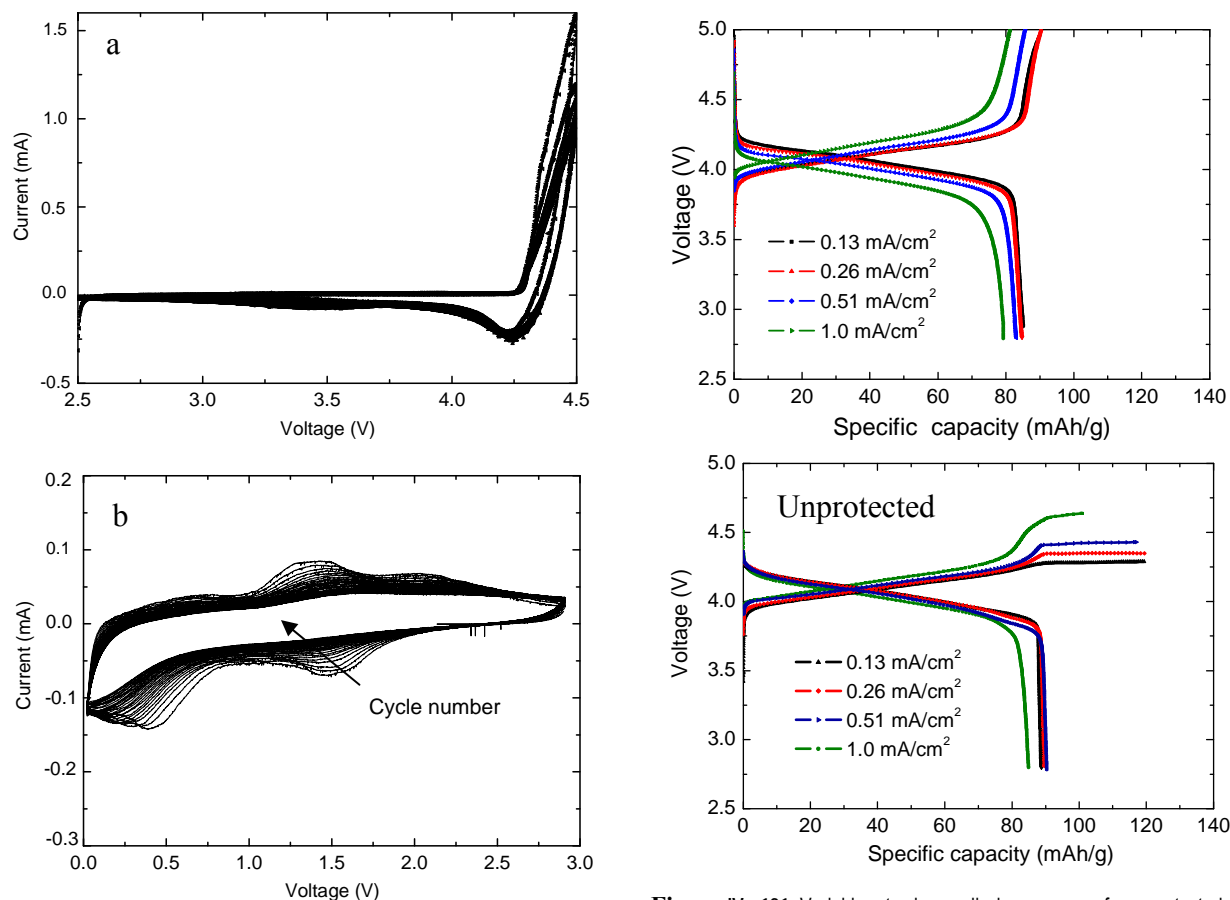 a
1.5
1.0
0.5
0.0
-0.5
Current (mA)
2.5 3.0 3.5 4.0 4.5
Voltage (V)
b
0.2
0.1
0.0
-0.1
-0.2
-0.3
Current (mA)
Cycle number
0.0 0.5 1.0 1.5 2.0 2.5 3.0
Voltage (V)
5.0
4.5
4.0
3.5
3.0
2.5
Voltage (V)
0.13 mA/cm²
0.26 mA/cm²
0.51 mA/cm²
1.0 mA/cm²
0 20 40 60 80 100 120 140
Specific capacity (mAh/g)
Unprotected
5.0
4.5
4.0
3.5
3.0
2.5
Voltage (V)
0.13 mA/cm²
0.26 mA/cm²
0.51 mA/cm²
1.0 mA/cm²
0 20 40 60 80 100 120 140
Specific capacity (mAh/g)